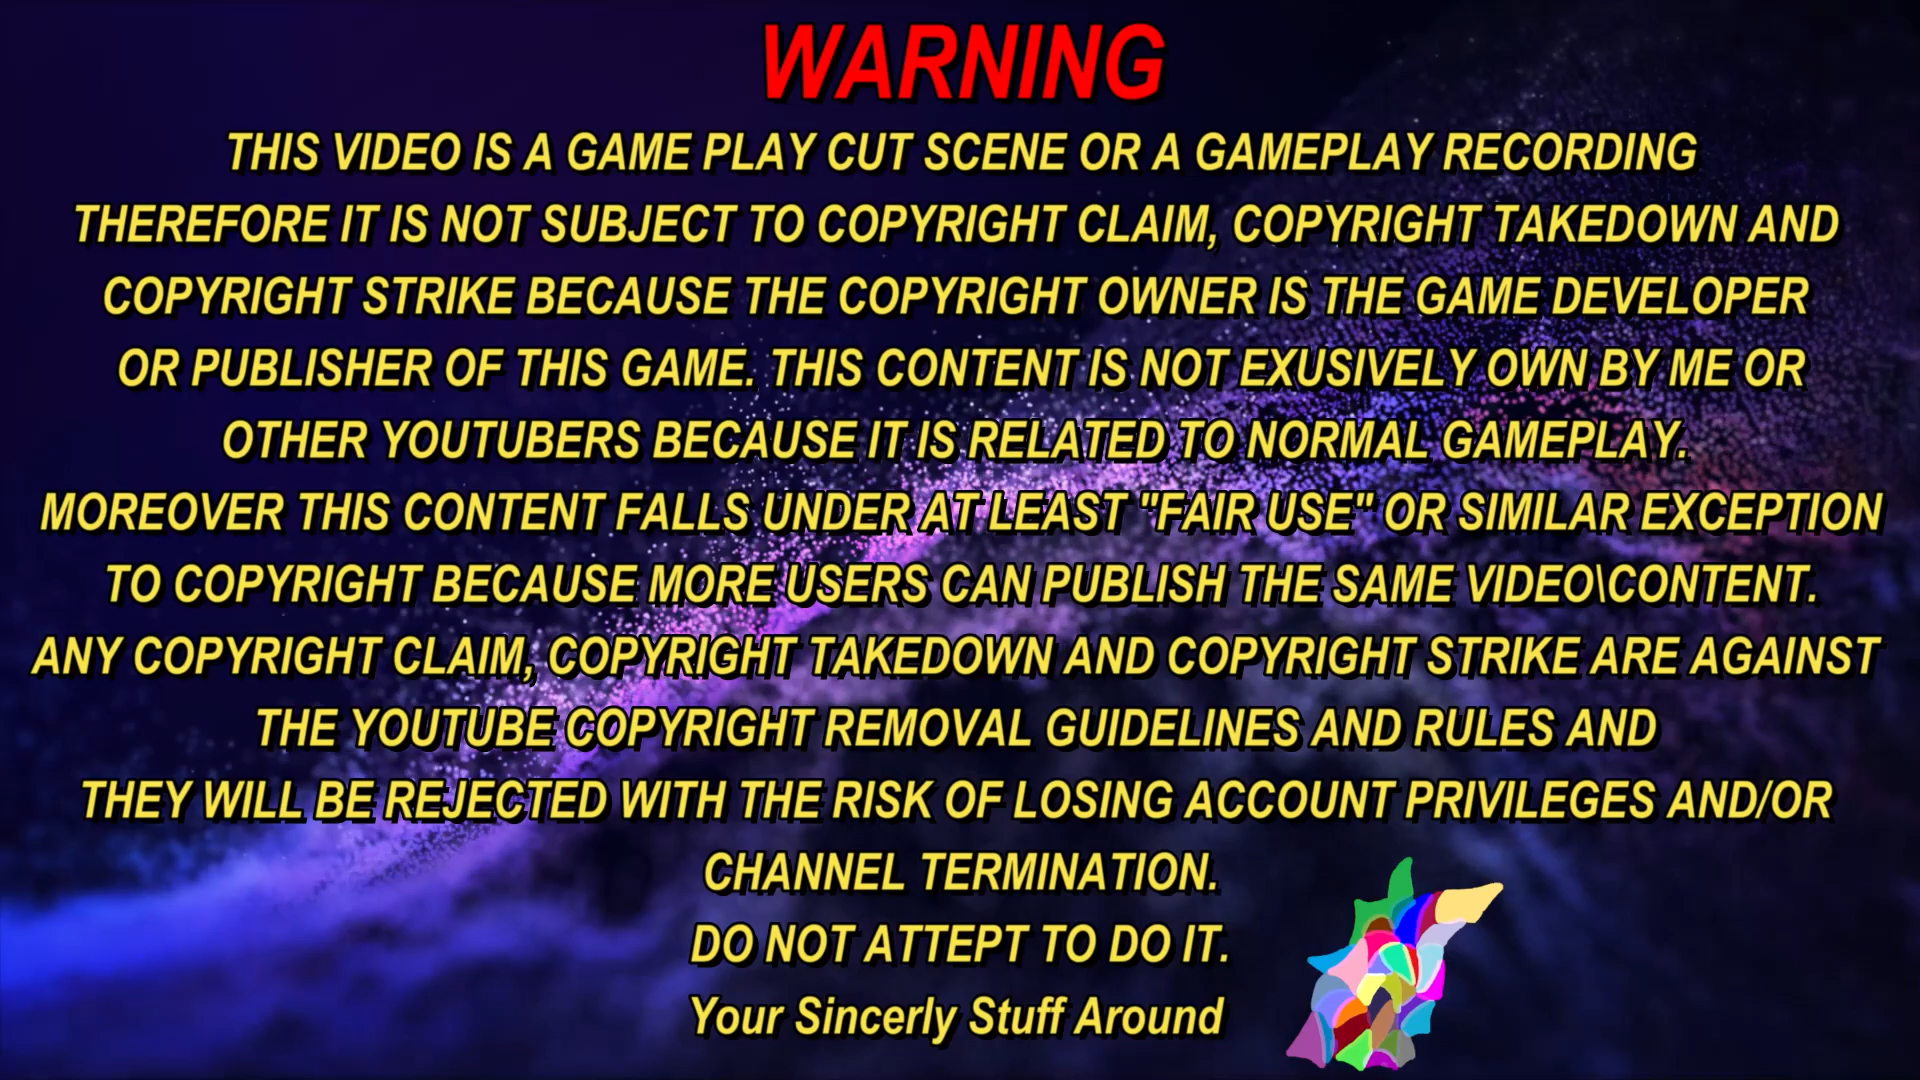 WARNING
THIS VIDEO IS A GAME PLAY CUT SCENE OR A GAMEPLAY RECORDING
THEREFORE IT IS NOT SUBJECT TO COPYRIGHT CLAIM, COPYRIGHT TAKEDOWN AND
COPYRIGHT STRIKE BECAUSE THE COPYRIGHT OWNER IS THE GAME DEVELOPER
OR PUBLISHER OF THIS GAME. THIS CONTENT IS NOT EXUSIVELY OWN BY ME OR
OTHER YOUTUBERS BECAUSE IT IS RELATED TO NORMAL GAMEPLAY.
MOREOVER THIS CONTENT FALLS UNDER AT LEAST "FAIR USE" OR SIMILAR EXCEPTION
TO COPYRIGHT BECAUSE MORE USERS CAN PUBLISH THE SAME VIDEO\CONTENT.
ANY COPYRIGHT CLAIM, COPYRIGHT TAKEDOWN AND COPYRIGHT STRIKE ARE AGAINST
THE YOUTUBE COPYRIGHT REMOVAL GUIDELINES AND RULES AND
THEY WILL BE REJECTED WITH THE RISK OF LOSING ACCOUNT PRIVILEGES AND/OR
CHANNEL TERMINATION.
DO NOT ATTEPT TO DO IT.
Your Sincerly Stuff Around